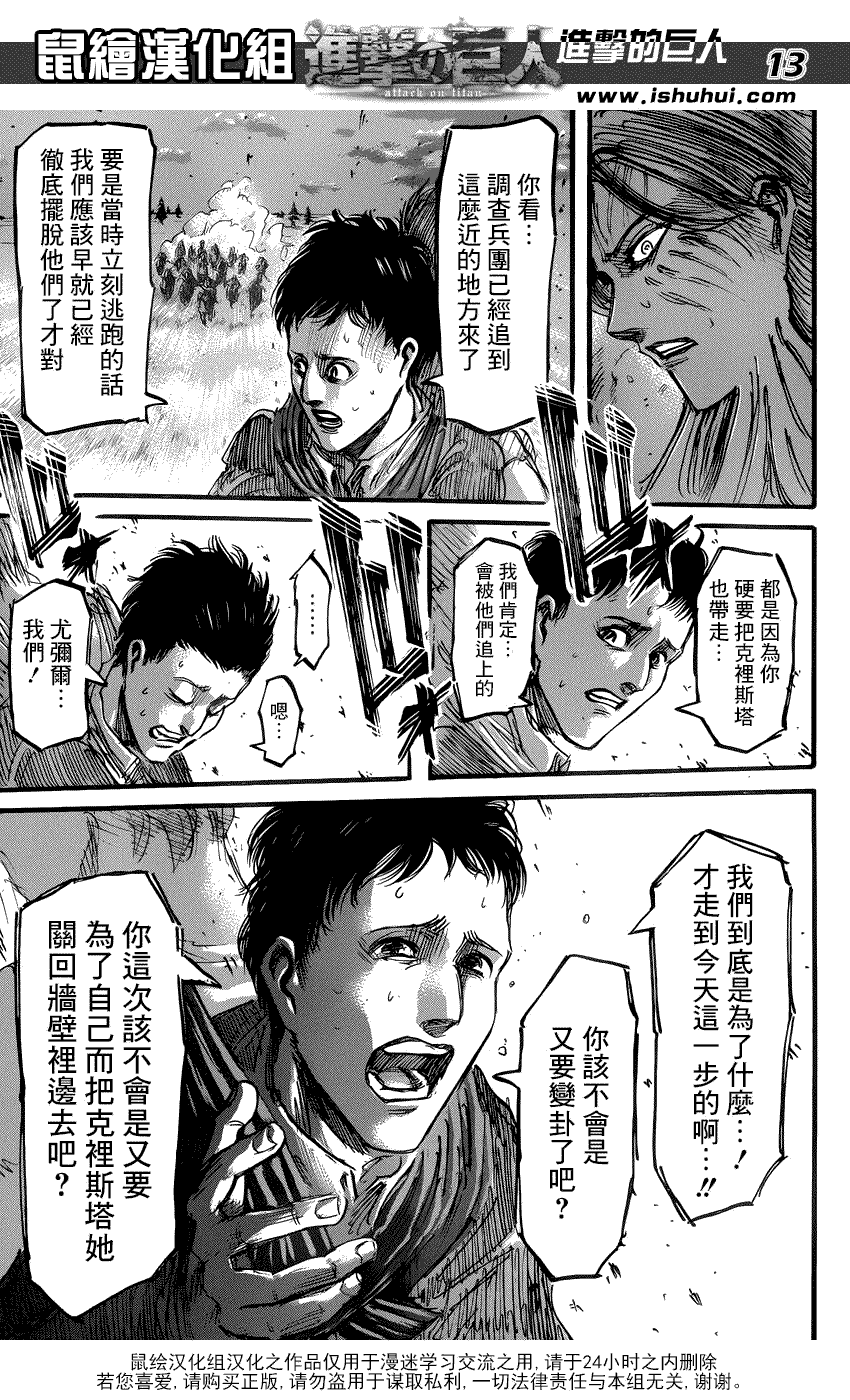 鼠繪漢化組
進撃の巨人
attack on titan
進擊的巨人
13
www.ishuhui.com
你看…
調查兵團已經追到
這麼近的地方來了
要是當時立刻逃跑的話
我們應該早就已經
徹底擺脫他們了才對
都是因為你
硬要把克裡斯塔
也帶走…
我們肯定…
會被他們追上的
……
嗯…
尤彌爾…
我們!
我們到底是為了什麼…!
才走到今天這一步的啊…!!
你該不會是
又要變卦了吧?
你這次該不會是又要
為了自己而把克裡斯塔她
關回牆壁裡邊去吧?
鼠绘汉化组汉化之作品仅用于漫迷学习交流之用, 请于24小时之内删除
若您喜爱, 请购买正版, 请勿盗用于谋取私利, 一切法律责任与本组无关, 谢谢。